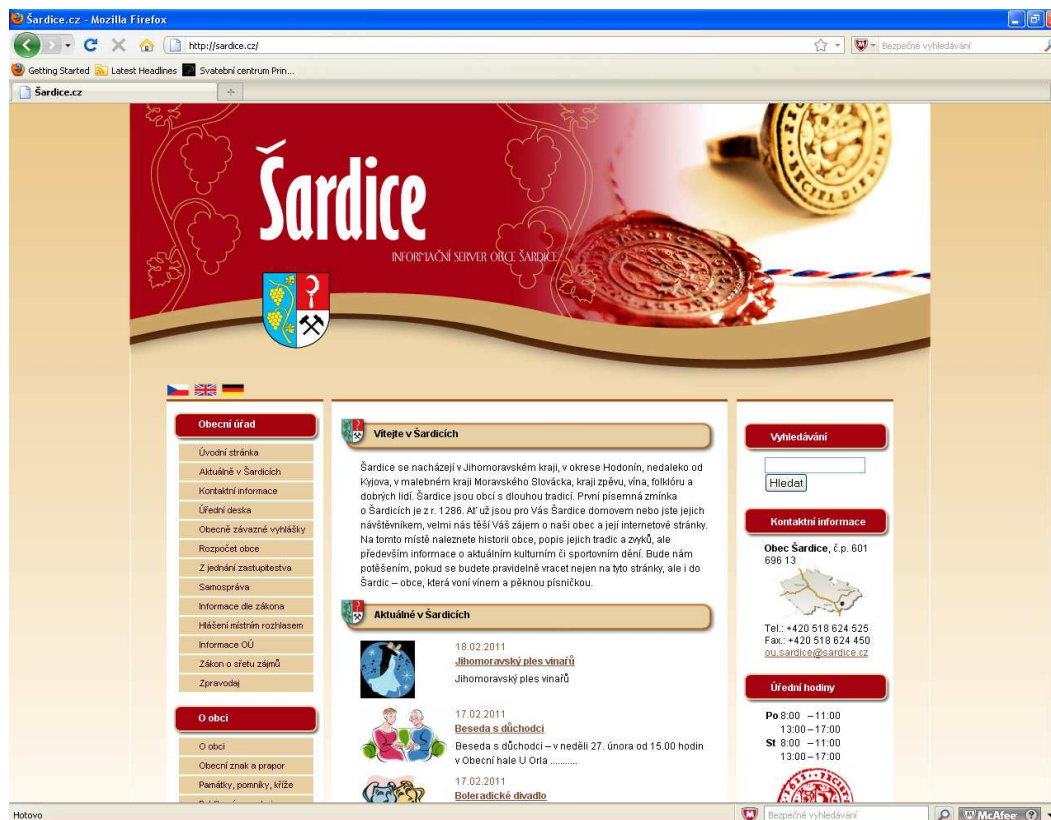 Šardice.cz - Mozilla Firefox
http://sardice.cz/
Bezpečné vyhledávání
Getting Started
Latest Headlines
Svatební centrum Prin...
Šardice.cz
Šardice
INFORMAČNÍ SERVER OBCE ŠARDICE
Obecní úřad
Úvodní stránka
Aktuálně v Šardicích
Kontaktní informace
Úřední deska
Obecně závazné vyhlášky
Rozpočet obce
Z jednání zastupitestva
Samospráva
Informace dle zákona
Hlášení místním rozhlasem
Informace OÚ
Zákon o střetu zájmů
Zpravodaj
O obci
O obci
Obecní znak a prapor
Památky, pomníky, kříže
Vítejte v Šardicích
Šardice se nacházejí v Jihomoravském kraji, v okrese Hodonín, nedaleko od
Kyjova, v malebném kraji Moravského Slovácka, kraji zpěvu, vína, folklóru a
dobrých lidí. Šardice jsou obcí s dlouhou tradicí. První písemná zmínka
o Šardicích je z r. 1286. Ať už jsou pro Vás Šardice domovem nebo jste jejich
návštěvníkem, velmi nás těší Váš zájem o naši obec a její internetové stránky.
Na tomto místě naleznete historii obce, popis jejich tradic a zvyků, ale
především informace o aktuálním kulturním či sportovním dění. Bude nám
potěšením, pokud se budete pravidelně vracet nejen na tyto stránky, ale i do
Šardic – obce, která voní vínem a pěknou písničkou.
Aktuálně v Šardicích
18.02.2011
Jihomoravský ples vinařů
Jihomoravský ples vinařů
17.02.2011
Beseda s důchodci
Beseda s důchodci – v neděli 27. února od 15.00 hodin
v Obecní hale U Orla ...........
17.02.2011
Boleradické divadlo
Vyhledávání
Hledat
Kontaktní informace
Obec Šardice, č.p. 601
696 13
Tel.: +420 518 624 525
Fax.: +420 518 624 450
ou.sardice@sardice.cz
Úřední hodiny
Po 8:00 – 11:00
13:00 – 17:00
St 8:00 – 11:00
13:00 – 17:00
Hotovo
Bezpečné vyhledávání
McAfee